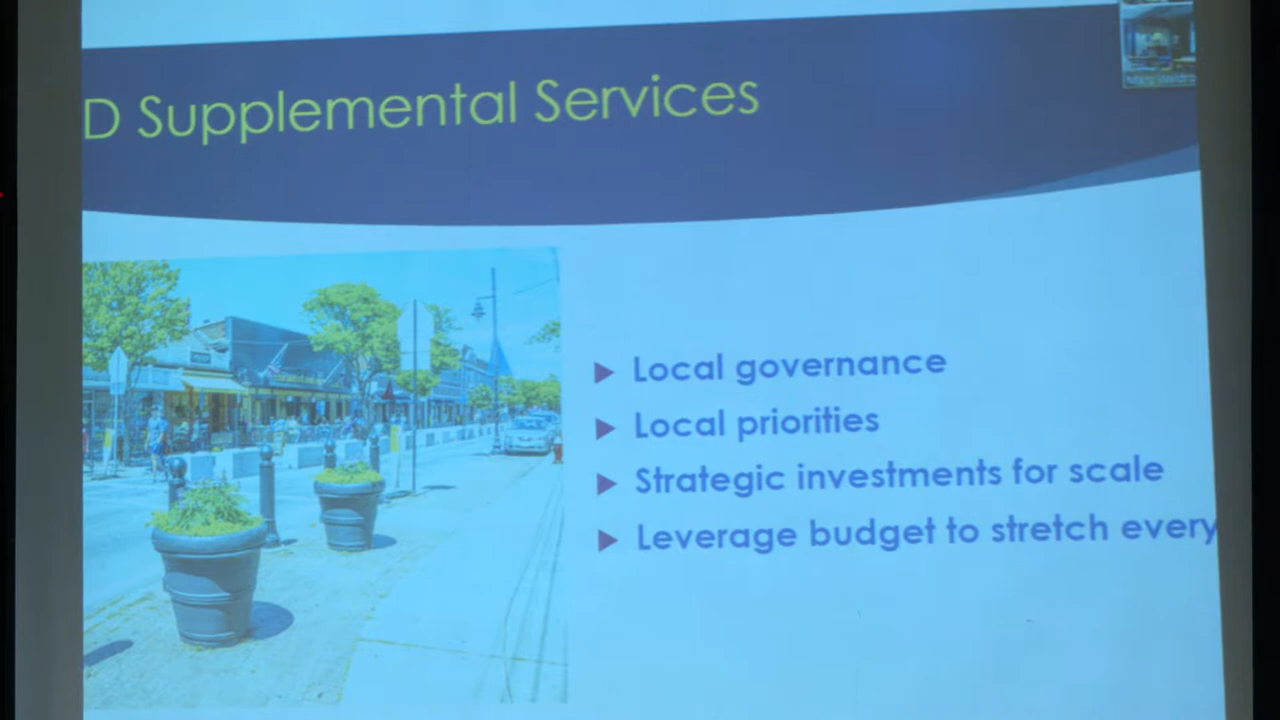 D Supplemental Services
Local governance
Local priorities
Strategic investments for scale
Leverage budget to stretch every